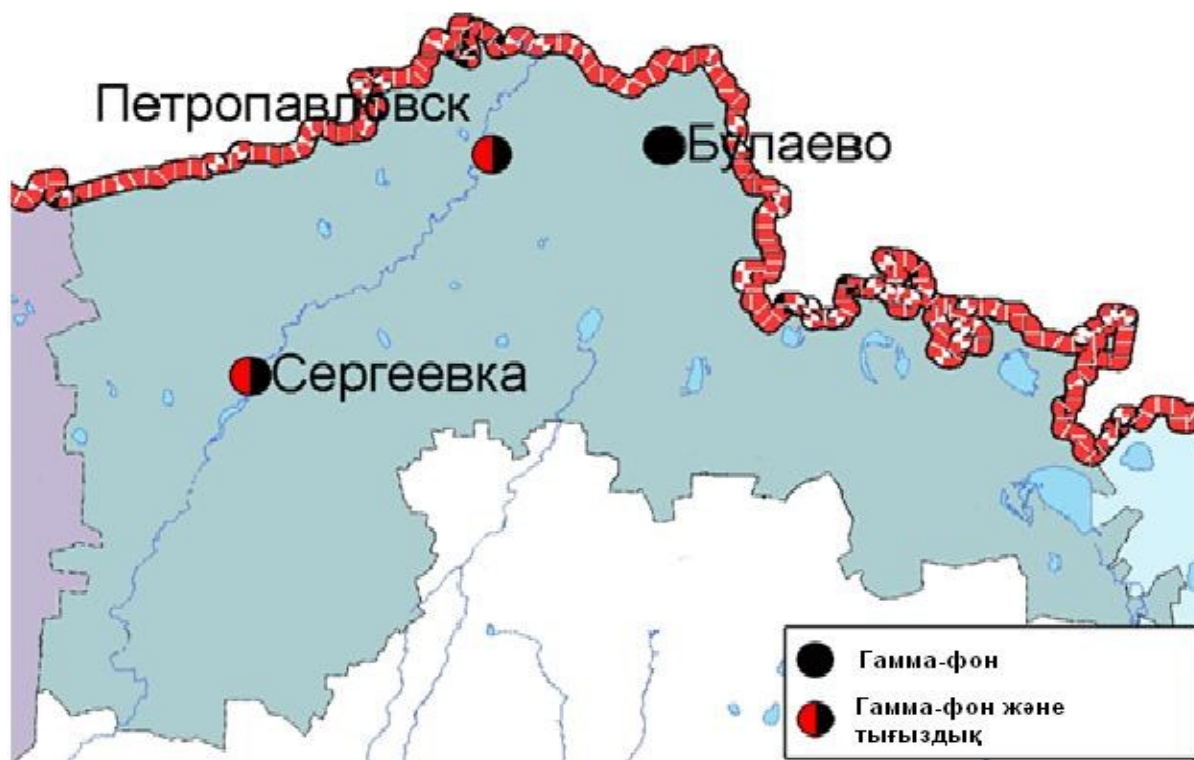 Петропавловск
Булаево
Сергеевка
Гамма-фон
Гамма-фон және
тығыздық